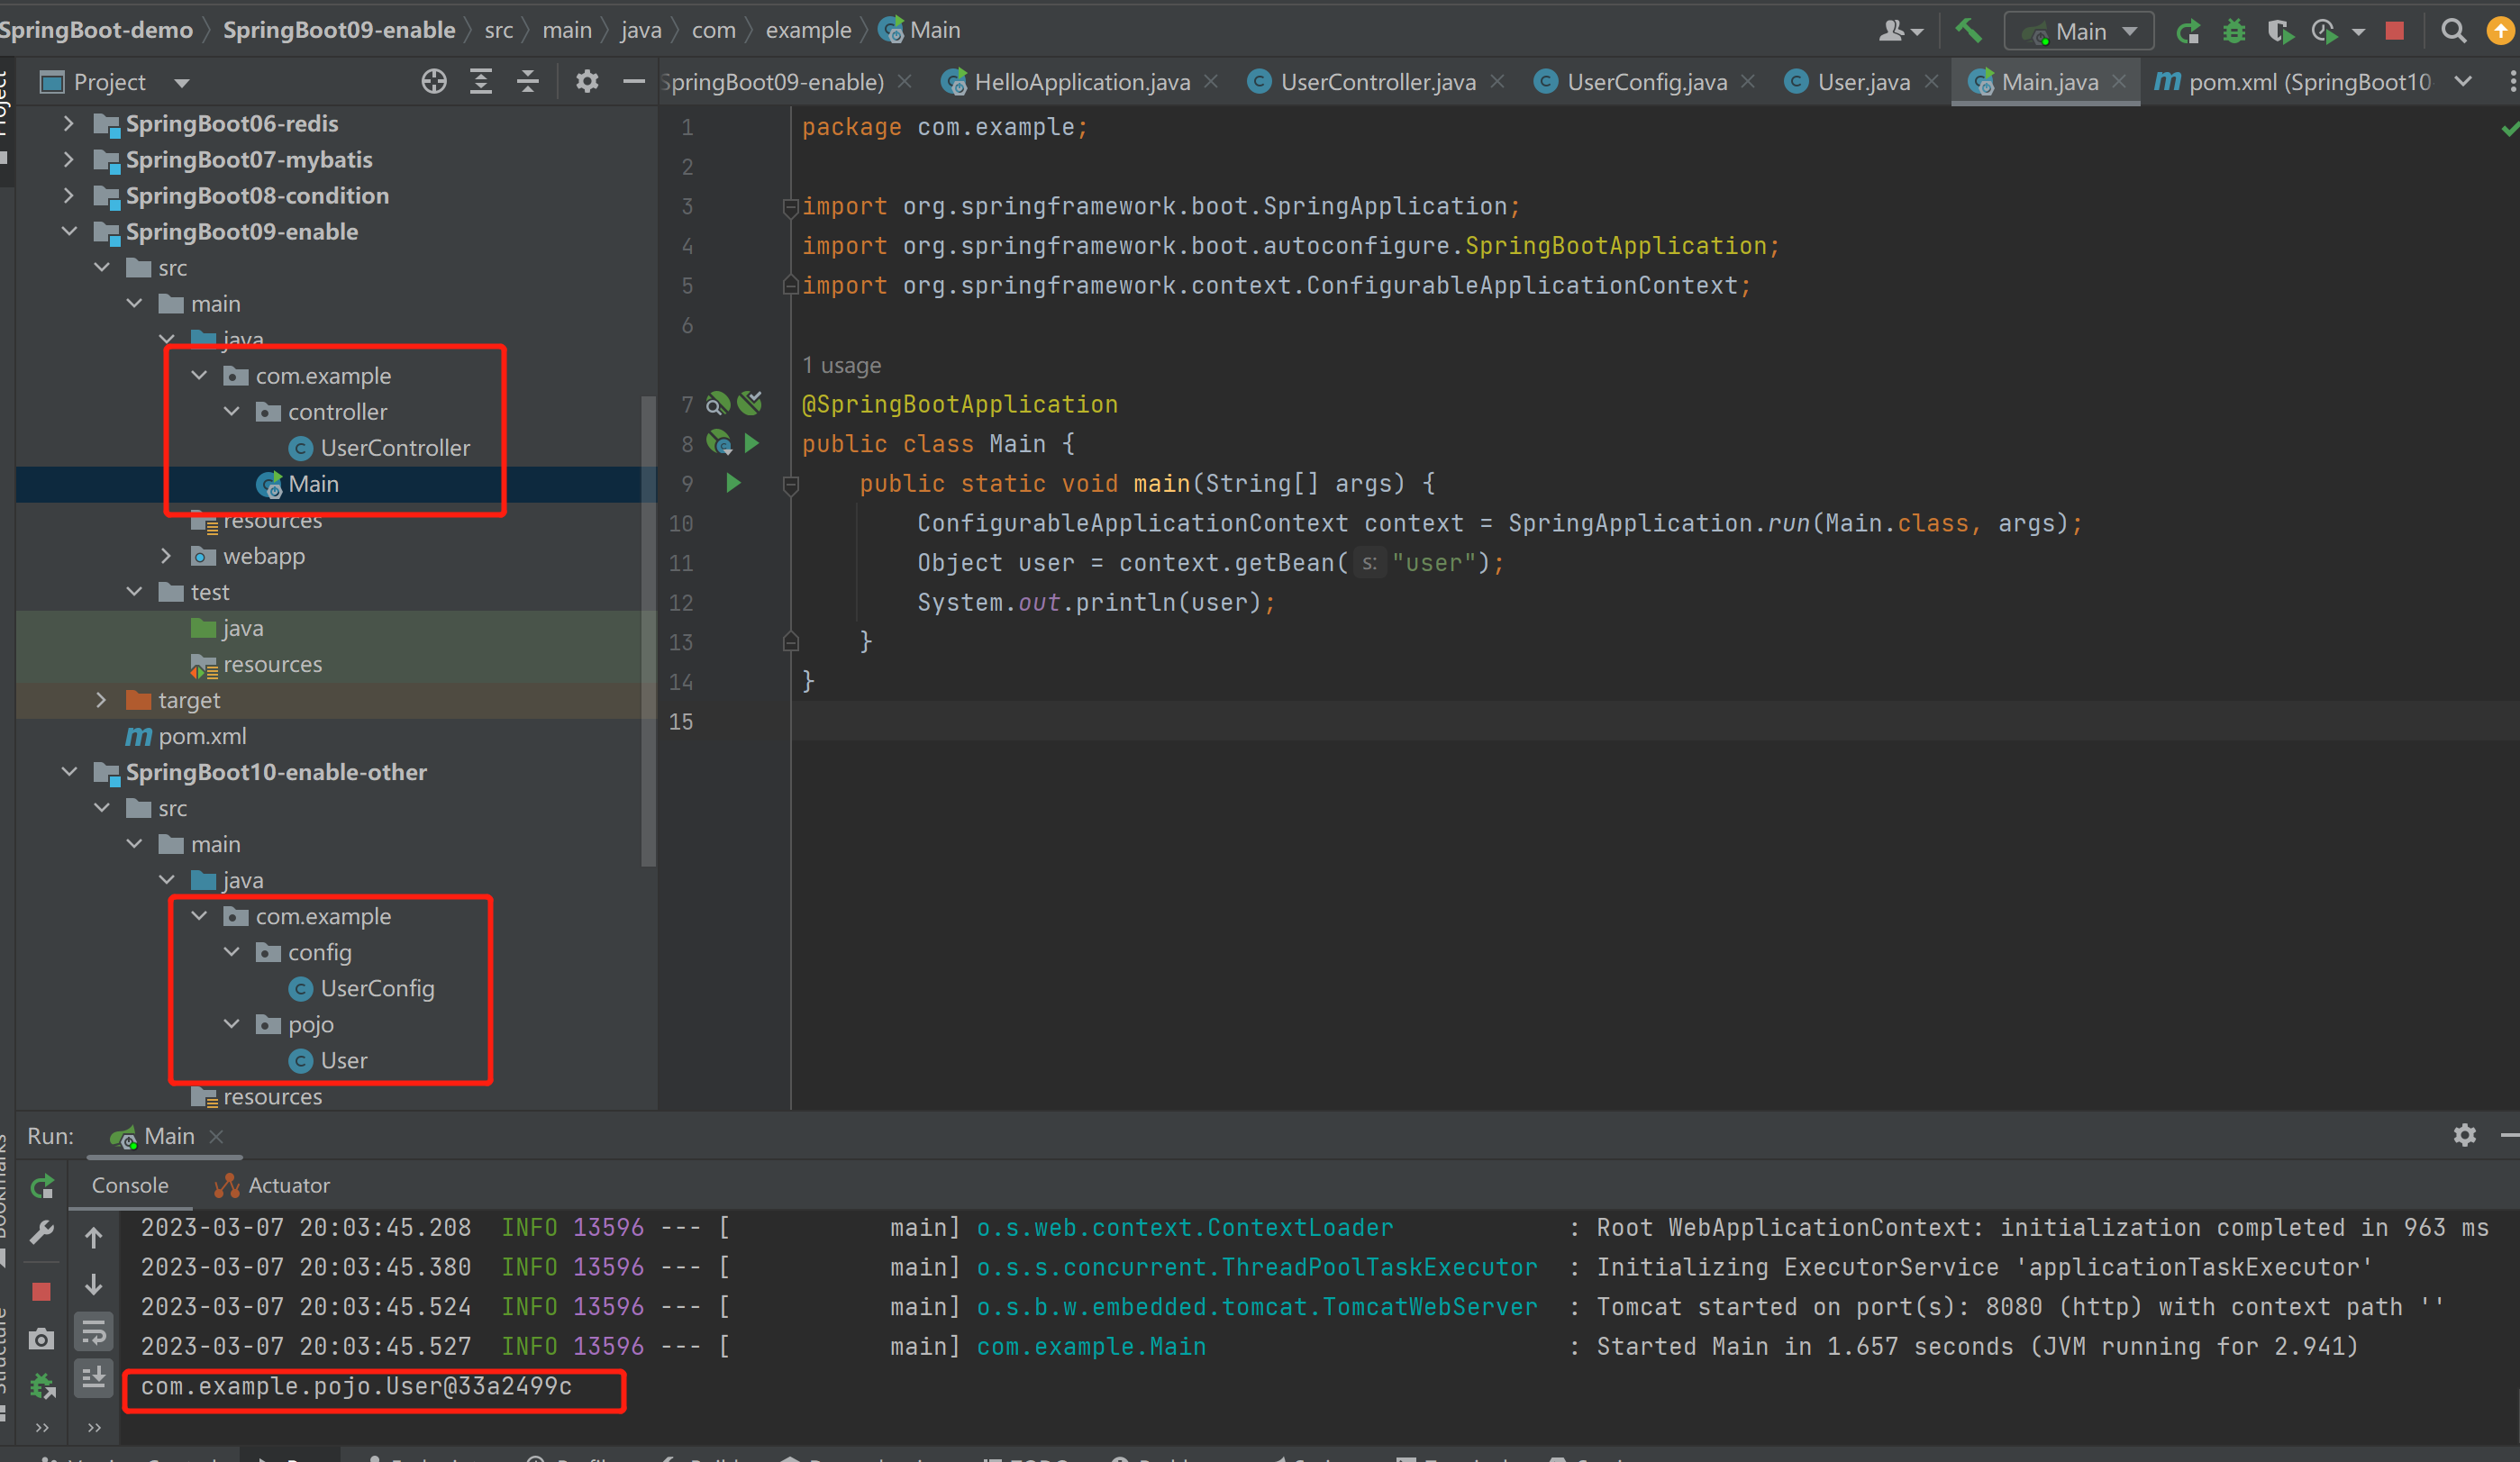 SpringBoot-demo SpringBoot09-enable src main java com example Main
Main
Project
SpringBoot09-enable) HelloApplication.java UserController.java UserConfig.java User.java Main.java pom.xml (SpringBoot10
SpringBoot06-redis
SpringBoot07-mybatis
SpringBoot08-condition
SpringBoot09-enable
src
main
java
com.example
controller
UserController
Main
resources
webapp
test
java
resources
target
pom.xml
SpringBoot10-enable-other
src
main
java
com.example
config
UserConfig
pojo
User
resources
1 package com.example;
2
3 import org.springframework.boot.SpringApplication;
4 import org.springframework.boot.autoconfigure.SpringBootApplication;
5 import org.springframework.context.ConfigurableApplicationContext;
6
1 usage
7 @SpringBootApplication
8 public class Main {
9 public static void main(String[] args) {
10 ConfigurableApplicationContext context = SpringApplication.run(Main.class, args);
11 Object user = context.getBean( s: "user");
12 System.out.println(user);
13 }
14 }
15
Run: Main
Console Actuator
2023-03-07 20:03:45.208 INFO 13596 --- [ main] o.s.web.context.ContextLoader : Root WebApplicationContext: initialization completed in 963 ms
2023-03-07 20:03:45.380 INFO 13596 --- [ main] o.s.s.concurrent.ThreadPoolTaskExecutor : Initializing ExecutorService 'applicationTaskExecutor'
2023-03-07 20:03:45.524 INFO 13596 --- [ main] o.s.b.w.embedded.tomcat.TomcatWebServer : Tomcat started on port(s): 8080 (http) with context path ''
2023-03-07 20:03:45.527 INFO 13596 --- [ main] com.example.Main : Started Main in 1.657 seconds (JVM running for 2.941)
com.example.pojo.User@33a2499c